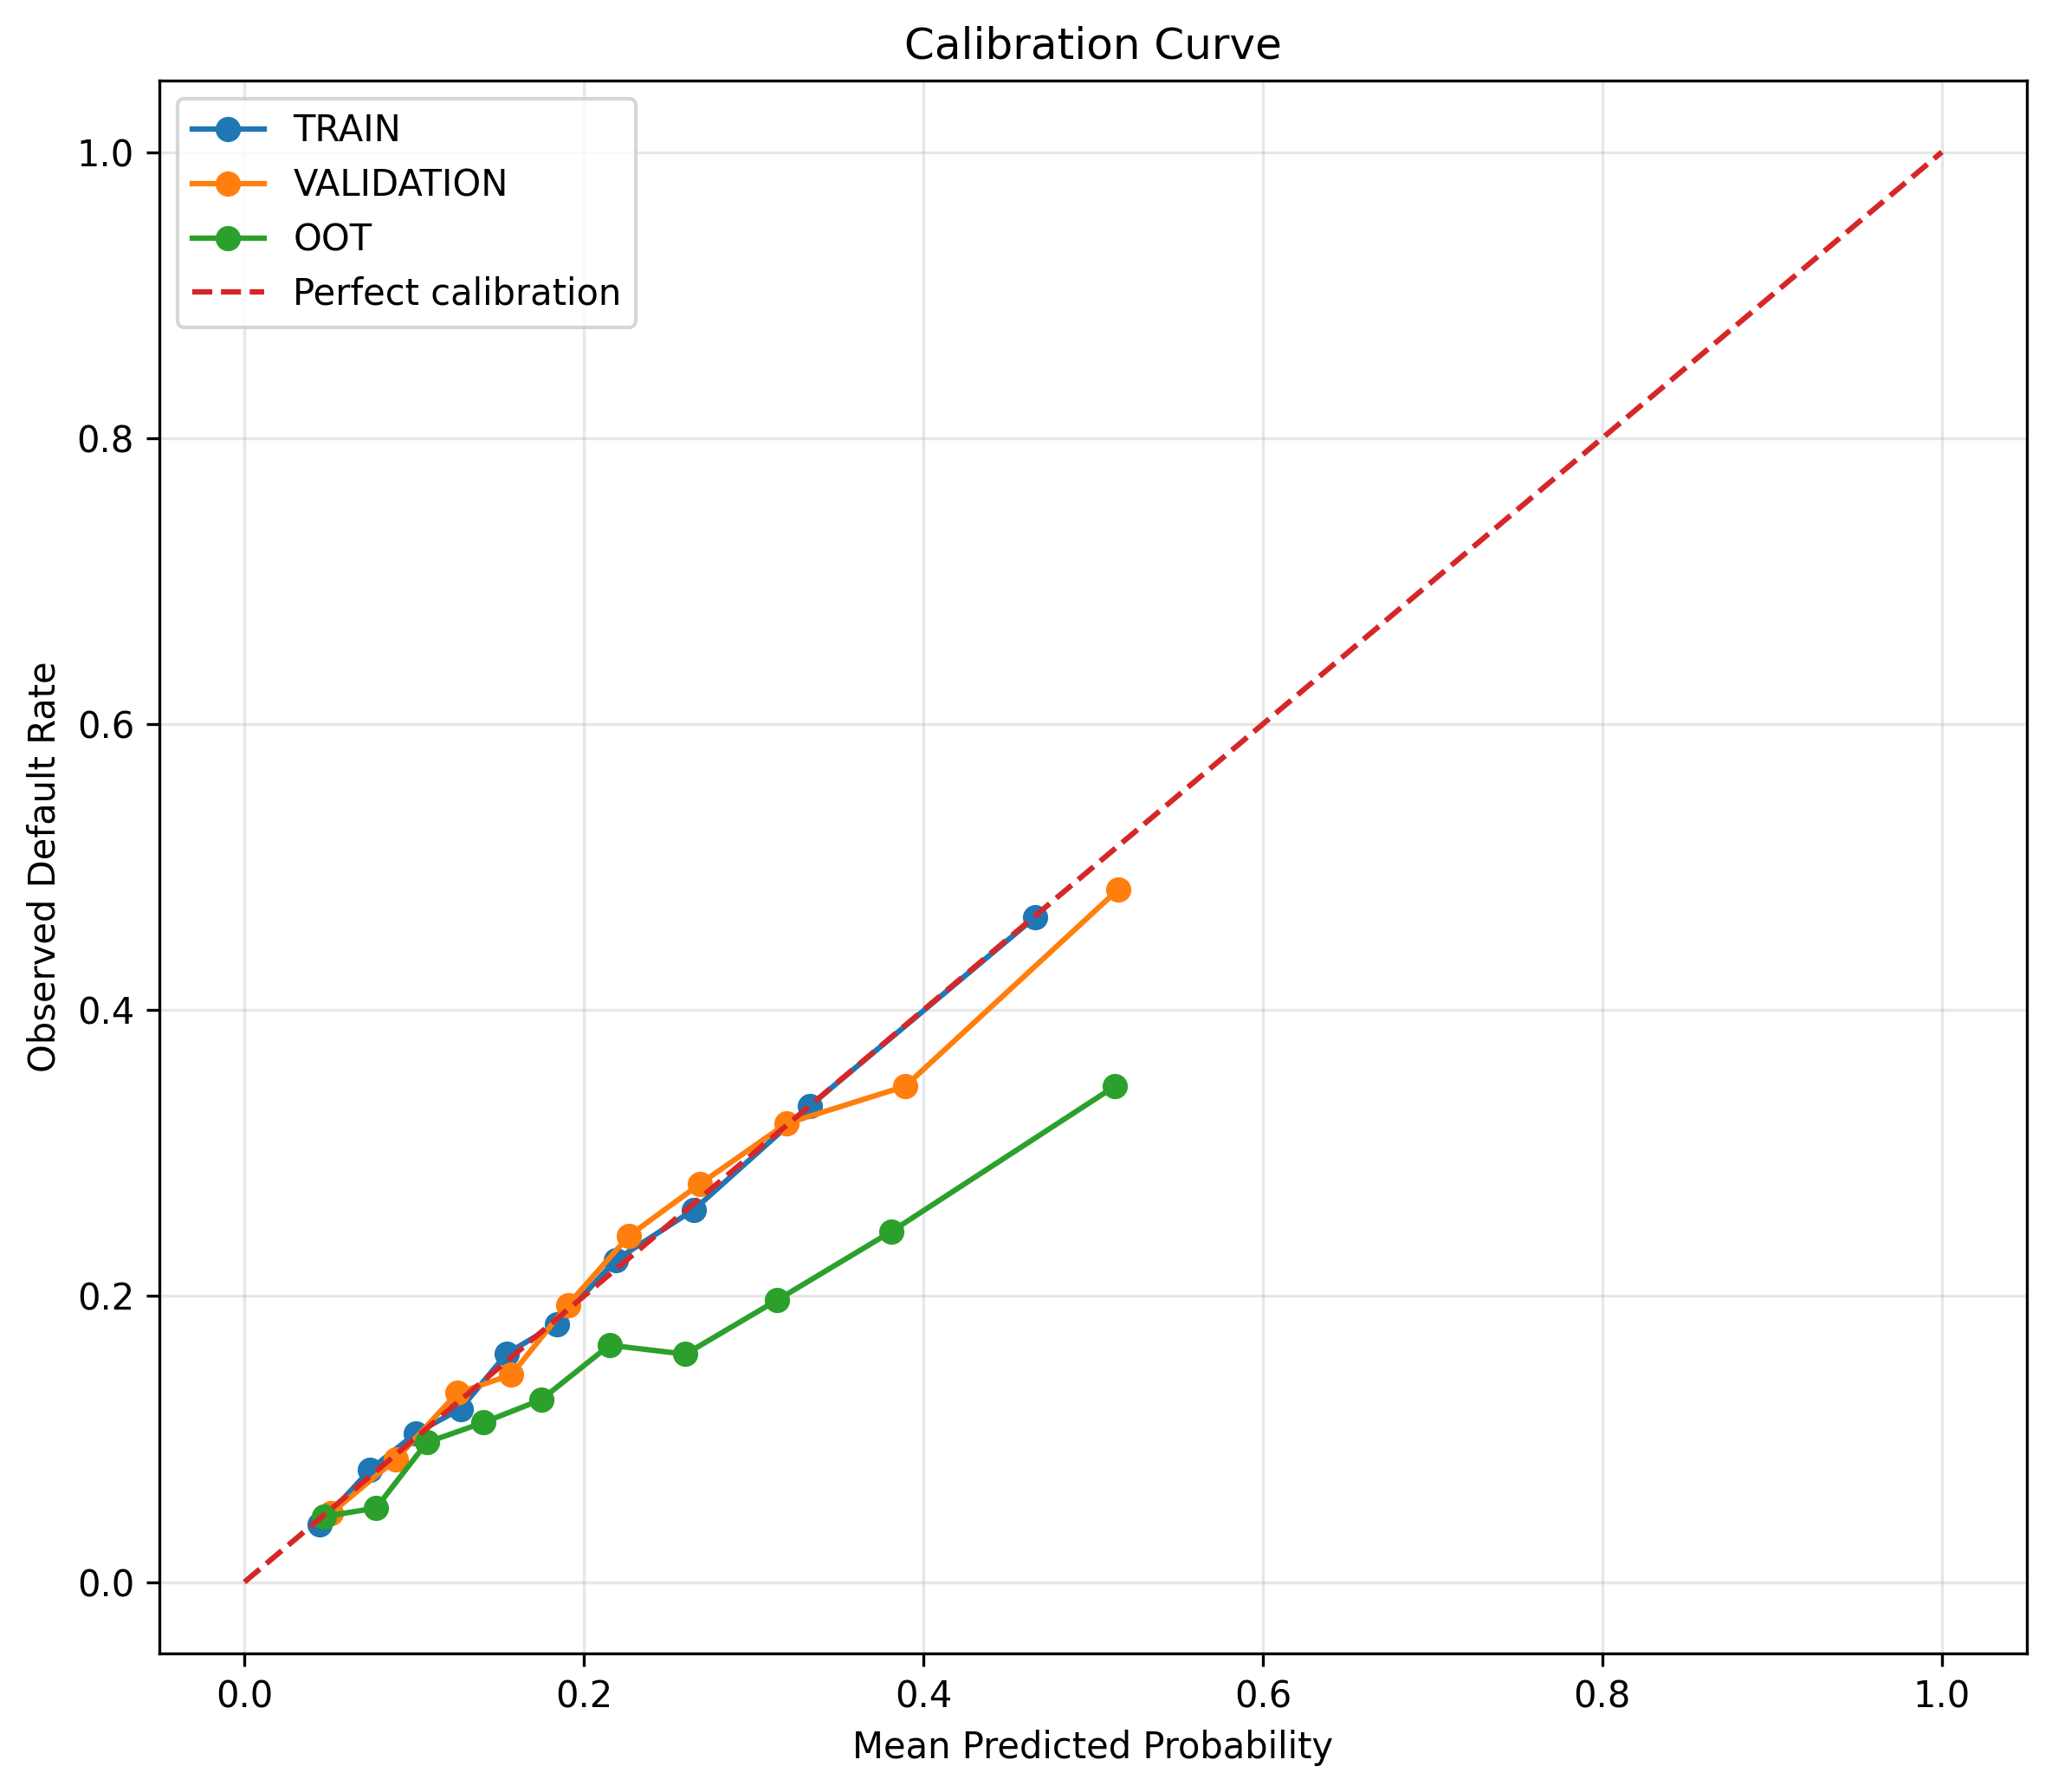 Calibration Curve
TRAIN
VALIDATION
OOT
Perfect calibration
1.0
0.8
0.6
0.4
0.2
0.0
Observed Default Rate
0.0 0.2 0.4 0.6 0.8 1.0
Mean Predicted Probability